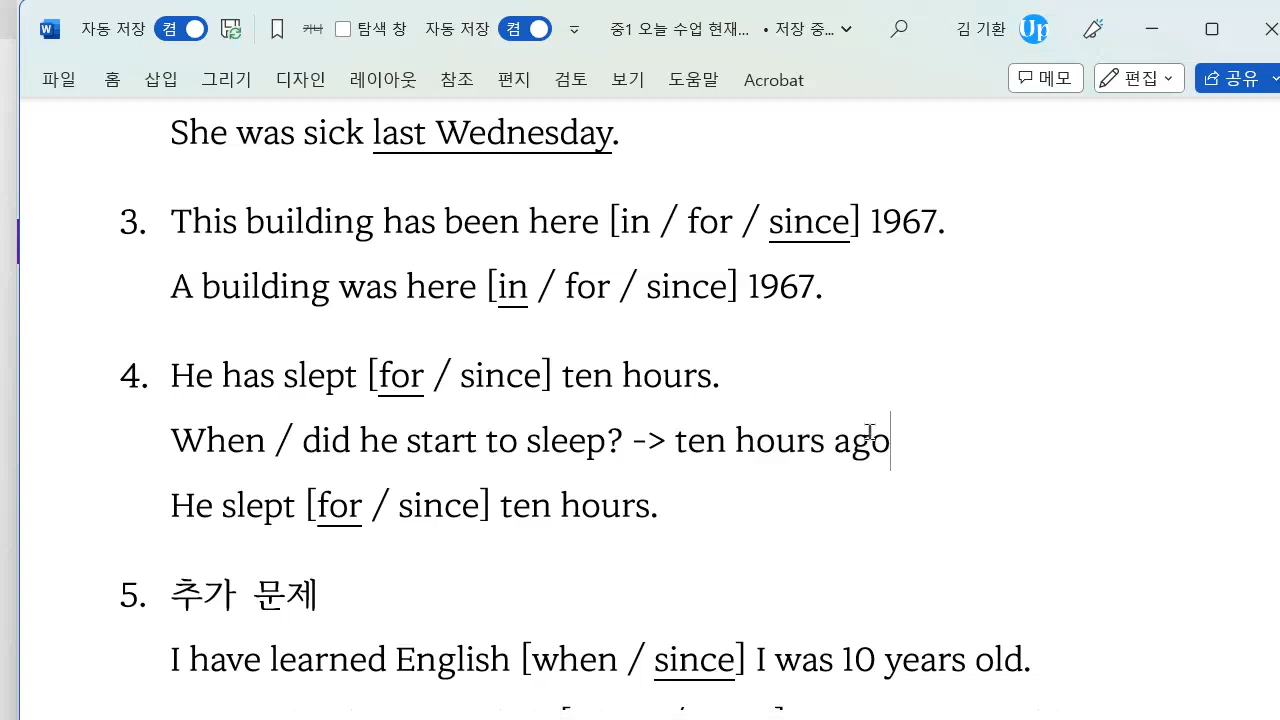 자동 저장 켬 가나 탐색 창 자동 저장 켬 중1 오늘 수업 현재... • 저장 중... 김 기환 Up
파일 홈 삽입 그리기 디자인 레이아웃 참조 편지 검토 보기 도움말 Acrobat 메모 편집 공유
She was sick last Wednesday.
3. This building has been here [in / for / since] 1967.
A building was here [in / for / since] 1967.
4. He has slept [for / since] ten hours.
When / did he start to sleep? -> ten hours ago
He slept [for / since] ten hours.
5. 추가 문제
I have learned English [when / since] I was 10 years old.